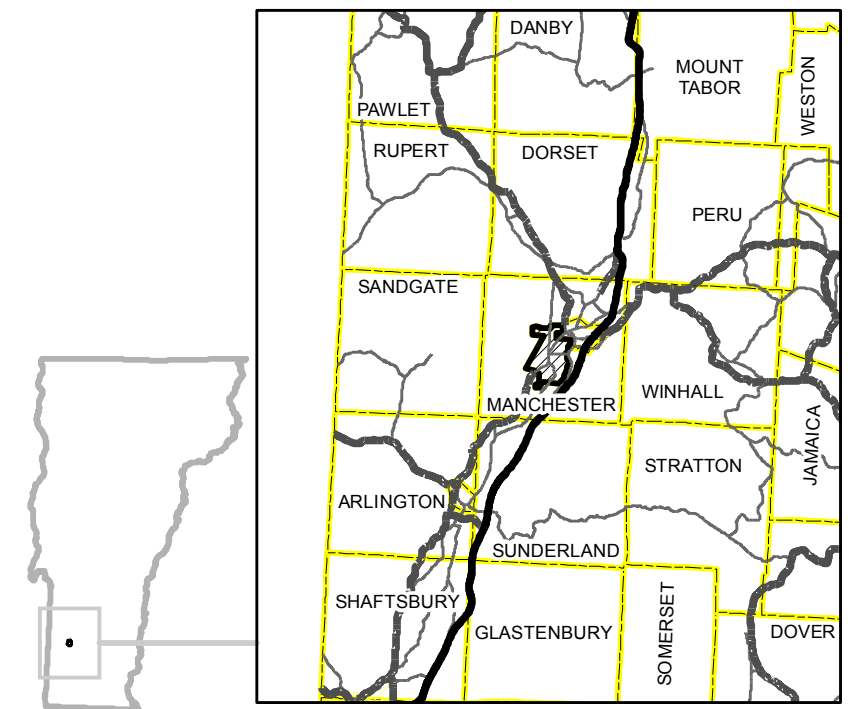 DANBY
MOUNT
TABOR
WESTON
PAWLET
RUPERT
DORSET
PERU
SANDGATE
MANCHESTER
WINHALL
JAMAICA
STRATTON
ARLINGTON
SUNDERLAND
SHAFTSBURY
GLASTENBURY
SOMERSET
DOVER